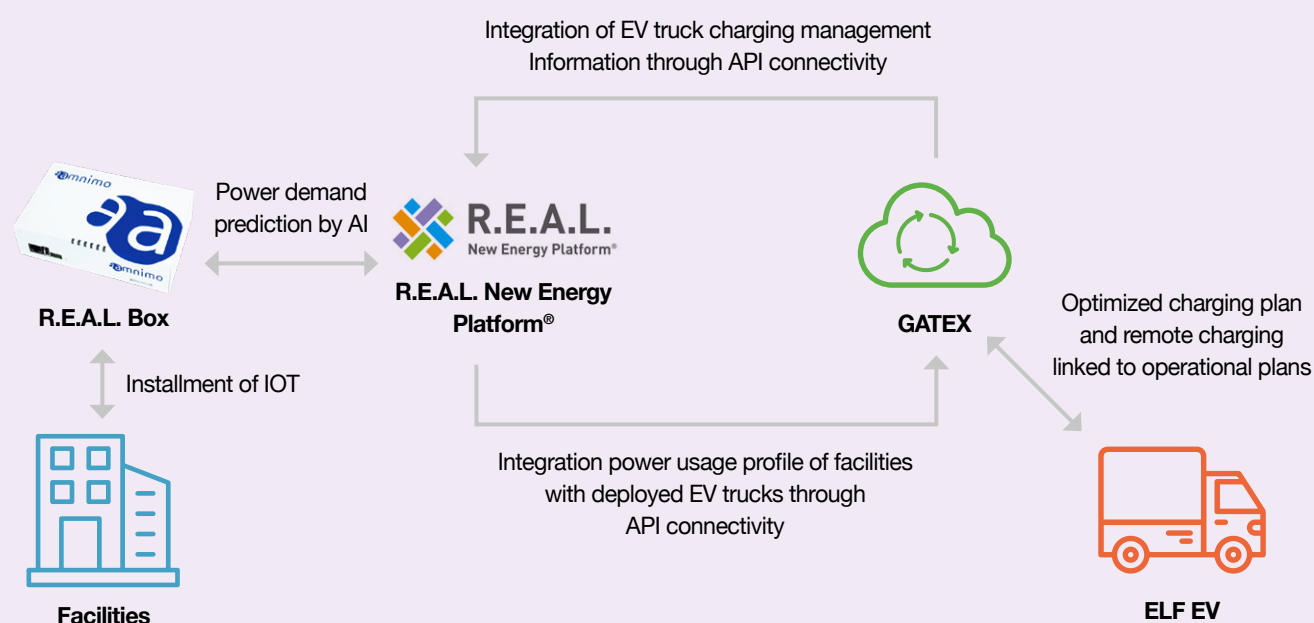 Integration of EV truck charging management
Information through API connectivity
amnimo
amnimo
Power demand
prediction by AI
R.E.A.L.
New Energy Platform®
R.E.A.L. Box
R.E.A.L. New Energy
Platform®
GATEX
Optimized charging plan
and remote charging
linked to operational plans
Installment of IOT
Integration power usage profile of facilities
with deployed EV trucks through
API connectivity
Facilities
ELF EV